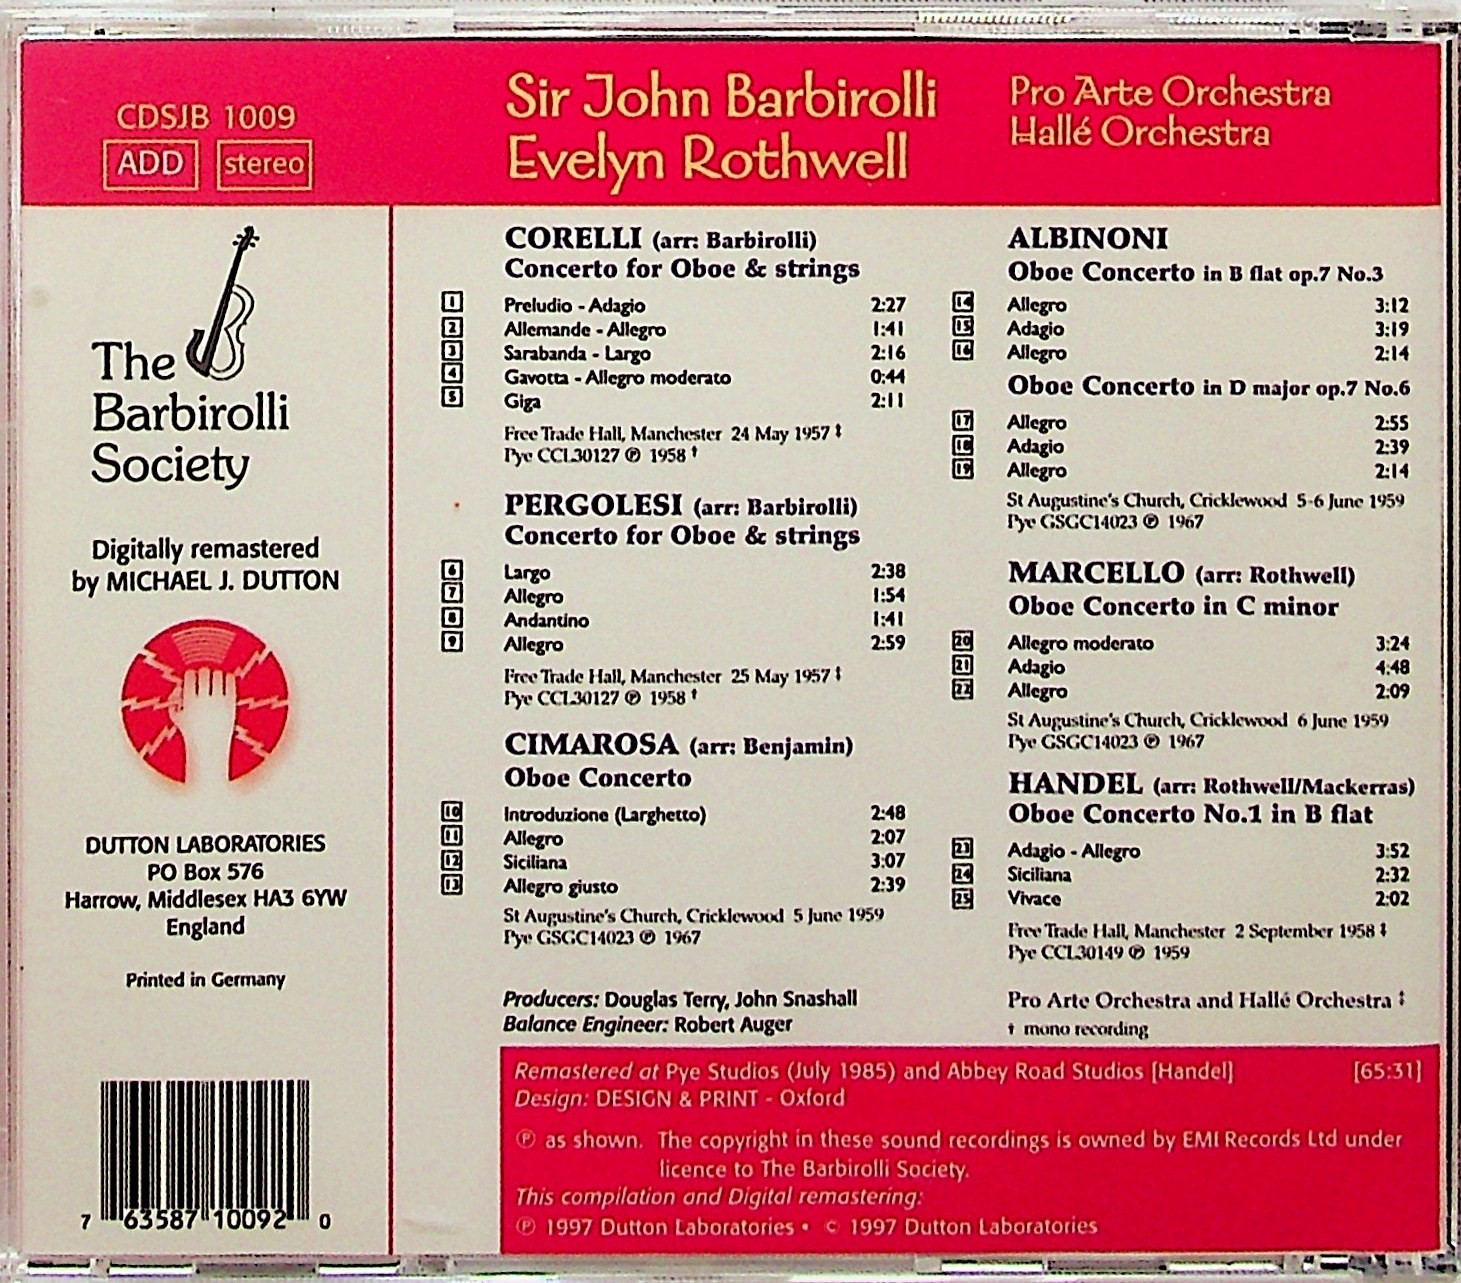 CDSJB 1009
ADD stereo
Sir John Barbirolli
Evelyn Rothwell
Pro Arte Orchestra
Hallé Orchestra
The
Barbirolli
Society
Digitally remastered
by MICHAEL J. DUTTON
DUTTON LABORATORIES
PO Box 576
Harrow, Middlesex HA3 6YW
England
Printed in Germany
7 63587 10092 0
CORELLI (arr: Barbirolli)
Concerto for Oboe & strings
1 Preludio - Adagio 2:27
2 Allemande - Allegro 1:41
3 Sarabanda - Largo 2:16
4 Gavotta - Allegro moderato 0:44
5 Giga 2:11
Free Trade Hall, Manchester 24 May 1957 ‡
Pye CCL30127 ℗ 1958 †
PERGOLESI (arr: Barbirolli)
Concerto for Oboe & strings
6 Largo 2:38
7 Allegro 1:54
8 Andantino 1:41
9 Allegro 2:59
Free Trade Hall, Manchester 25 May 1957 ‡
Pye CCL30127 ℗ 1958 †
CIMAROSA (arr: Benjamin)
Oboe Concerto
10 Introduzione (Larghetto) 2:48
11 Allegro 2:07
12 Siciliana 3:07
13 Allegro giusto 2:39
St Augustine's Church, Cricklewood 5 June 1959
Pye GSGC14023 ℗ 1967
Producers: Douglas Terry, John Snashall
Balance Engineer: Robert Auger
ALBINONI
Oboe Concerto in B flat op.7 No.3
14 Allegro 3:12
15 Adagio 3:19
16 Allegro 2:14
Oboe Concerto in D major op.7 No.6
17 Allegro 2:55
18 Adagio 2:39
19 Allegro 2:14
St Augustine's Church, Cricklewood 5-6 June 1959
Pye GSGC14023 ℗ 1967
MARCELLO (arr: Rothwell)
Oboe Concerto in C minor
20 Allegro moderato 3:24
21 Adagio 4:48
22 Allegro 2:09
St Augustine's Church, Cricklewood 6 June 1959
Pye GSGC14023 ℗ 1967
HANDEL (arr: Rothwell/Mackerras)
Oboe Concerto No.1 in B flat
23 Adagio - Allegro 3:52
24 Siciliana 2:32
25 Vivace 2:02
Free Trade Hall, Manchester 2 September 1958 ‡
Pye CCL30149 ℗ 1959
Pro Arte Orchestra and Hallé Orchestra ‡
† mono recording
Remastered at Pye Studios (July 1985) and Abbey Road Studios [Handel] [65:31]
Design: DESIGN & PRINT - Oxford
℗ as shown. The copyright in these sound recordings is owned by EMI Records Ltd under
licence to The Barbirolli Society.
This compilation and Digital remastering:
℗ 1997 Dutton Laboratories • © 1997 Dutton Laboratories